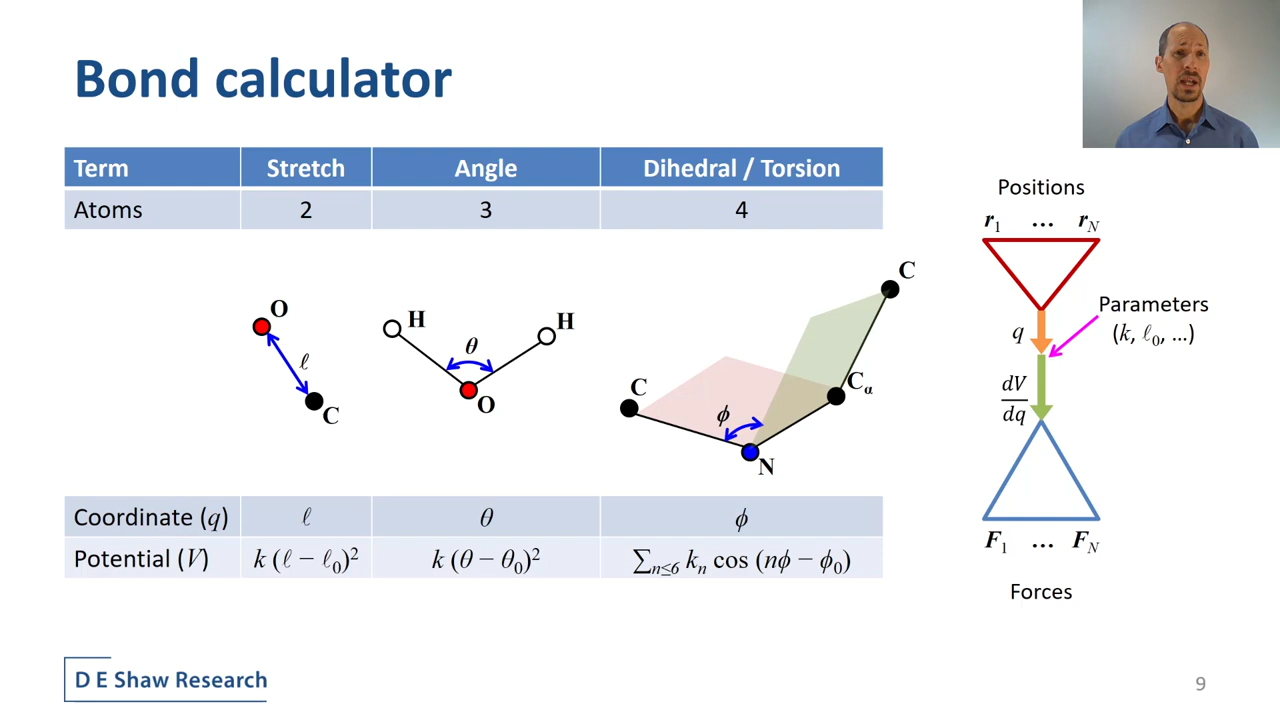 Bond calculator
Term Stretch Angle Dihedral / Torsion
Atoms 2 3 4
O
ℓ
C
H
H
θ
O
C
C
Cα
ϕ
N
Coordinate (q) ℓ θ ϕ
Potential (V) k (ℓ − ℓ₀)² k (θ − θ₀)² ∑n≤6 kn cos (nϕ − ϕ₀)
Positions
r₁ ... rN
Parameters
(k, ℓ₀, ...)
q
dV
dq
F₁ ... FN
Forces
D E Shaw Research
9